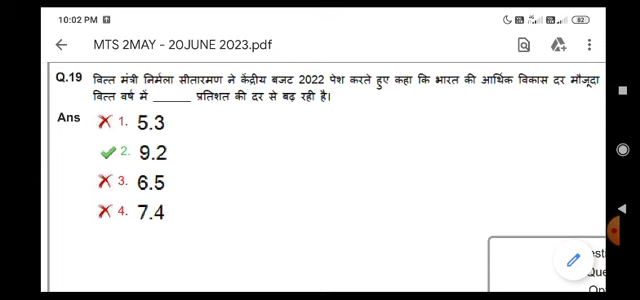 10:02 PM
82
MTS 2MAY - 20JUNE 2023.pdf
Q.19 वित्त मंत्री निर्मला सीतारमण ने केंद्रीय बजट 2022 पेश करते हुए कहा कि भारत की आर्थिक विकास दर मौजूदा
वित्त वर्ष में ______ प्रतिशत की दर से बढ़ रही है।
Ans
1. 5.3
2. 9.2
3. 6.5
4. 7.4